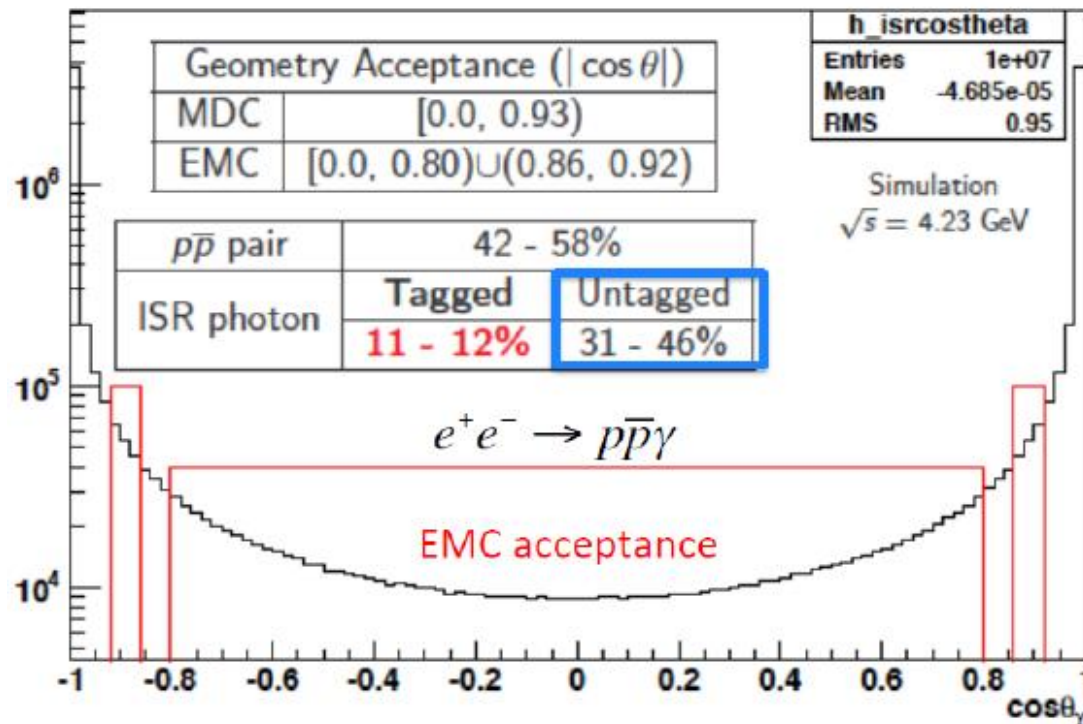 h_isrcostheta
Entries 1e+07
Mean -4.685e-05
RMS 0.95
Geometry Acceptance (| cos θ|)
MDC [0.0, 0.93)
EMC [0.0, 0.80)∪(0.86, 0.92)
Simulation
√s = 4.23 GeV
pp̅ pair 42 - 58%
ISR photon Tagged Untagged
11 - 12% 31 - 46%
e⁺e⁻ → pp̅γ
EMC acceptance
10⁶
10⁵
10⁴
-1 -0.8 -0.6 -0.4 -0.2 0 0.2 0.4 0.6 0.8
cosθγ